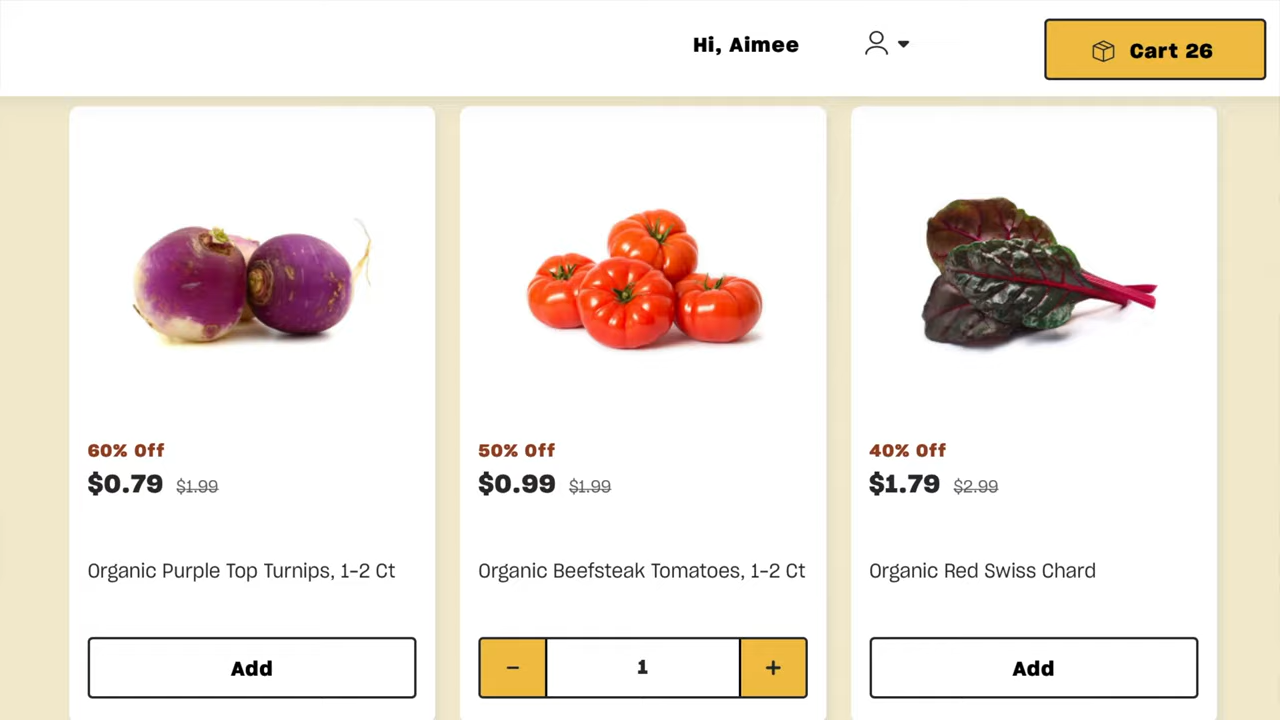 Hi, Aimee
Cart 26
60% Off
$0.79 $1.99
Organic Purple Top Turnips, 1-2 Ct
Add
50% Off
$0.99 $1.99
Organic Beefsteak Tomatoes, 1-2 Ct
− 1 +
40% Off
$1.79 $2.99
Organic Red Swiss Chard
Add